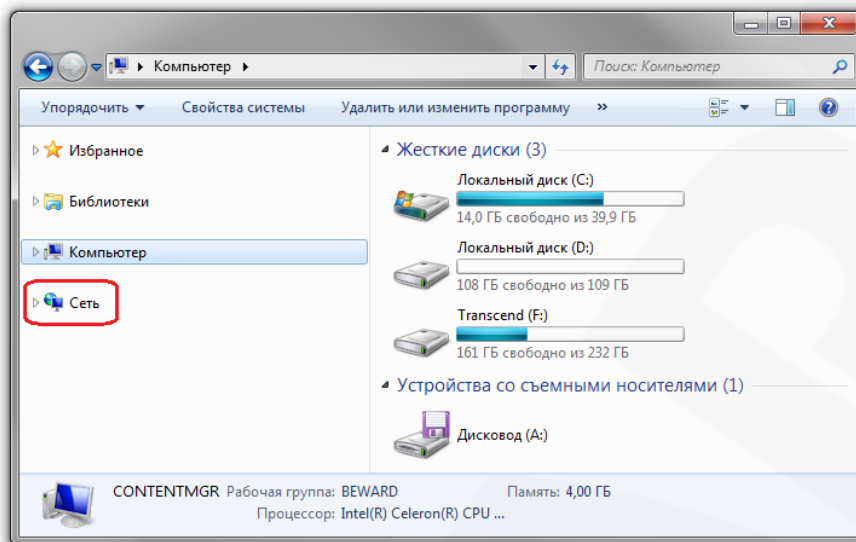 Компьютер
Поиск: Компьютер
Упорядочить Свойства системы Удалить или изменить программу »
Избранное
Библиотеки
Компьютер
Сеть
Жесткие диски (3)
Локальный диск (C:)
14,0 ГБ свободно из 39,9 ГБ
Локальный диск (D:)
108 ГБ свободно из 109 ГБ
Transcend (F:)
161 ГБ свободно из 232 ГБ
Устройства со съемными носителями (1)
Дисковод (A:)
CONTENTMGR Рабочая группа: BEWARD Память: 4,00 ГБ
Процессор: Intel(R) Celeron(R) CPU ...